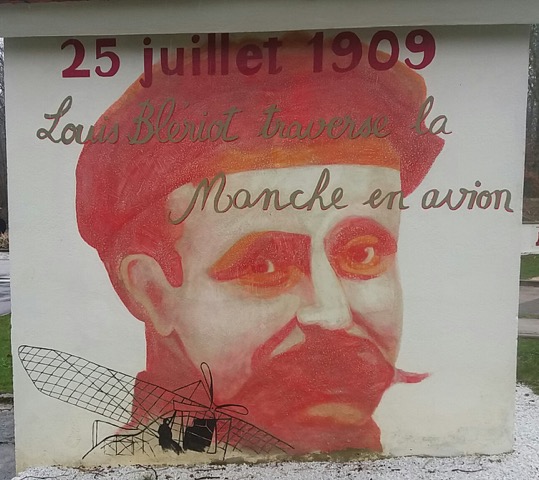 25 juillet 1909
Louis Blériot traverse la
Manche en avion